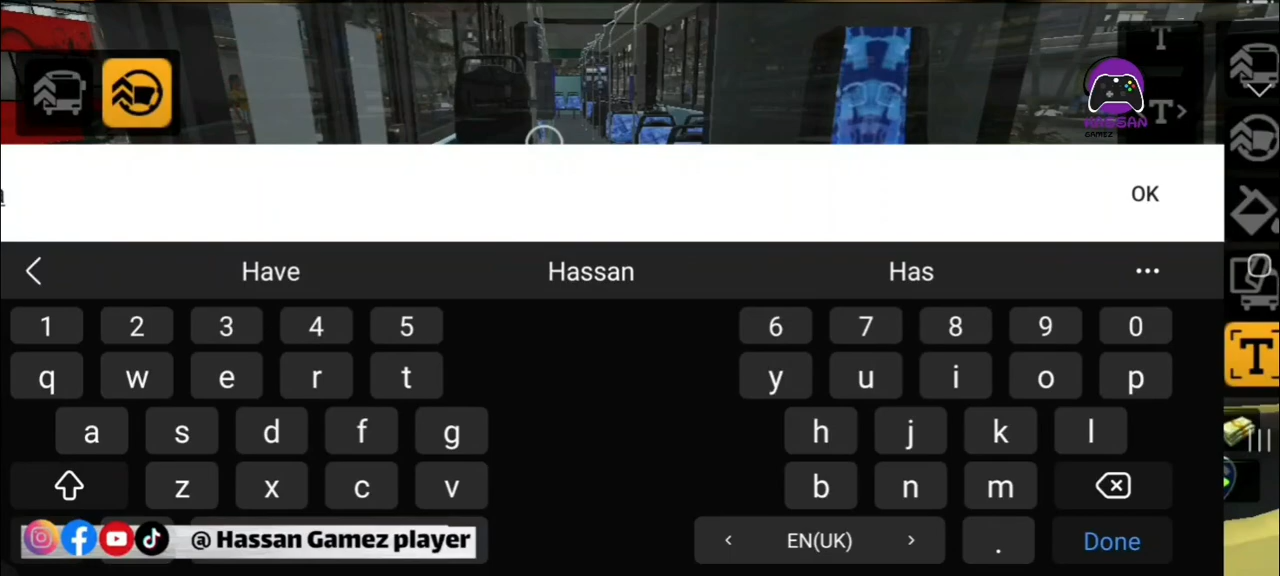 T
T>
HASSAN
GAMEZ
OK
Have Hassan Has ...
1 2 3 4 5 6 7 8 9 0
q w e r t y u i o p
a s d f g h j k l
z x c v b n m
T
< EN(UK) > . Done
@ Hassan Gamez player